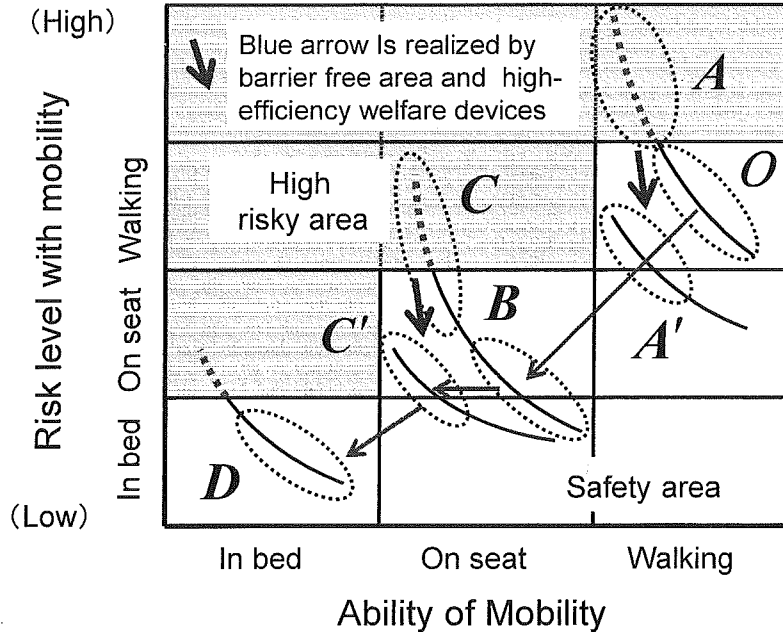 (High)
Blue arrow Is realized by
barrier free area and high-
efficiency welfare devices
A
High
risky area
C
O
B
C'
A'
D
Safety area
Risk level with mobility
Walking
On seat
In bed
(Low)
In bed
On seat
Walking
Ability of Mobility